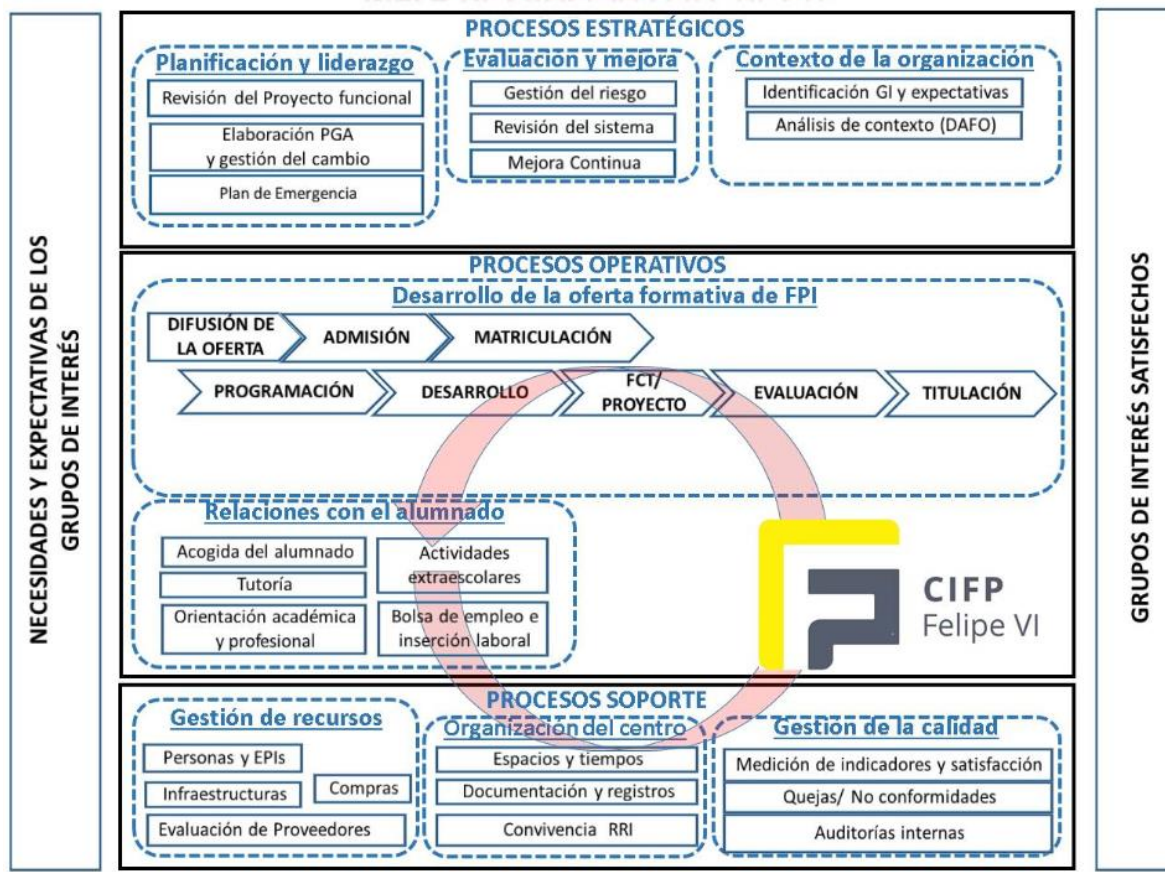 NECESIDADES Y EXPECTATIVAS DE LOS
GRUPOS DE INTERÉS
PROCESOS ESTRATÉGICOS
Planificación y liderazgo
Revisión del Proyecto funcional
Elaboración PGA
y gestión del cambio
Plan de Emergencia
Evaluación y mejora
Gestión del riesgo
Revisión del sistema
Mejora Continua
Contexto de la organización
Identificación GI y expectativas
Análisis de contexto (DAFO)
PROCESOS OPERATIVOS
Desarrollo de la oferta formativa de FPI
DIFUSIÓN DE
LA OFERTA
ADMISIÓN
MATRICULACIÓN
PROGRAMACIÓN
DESARROLLO
FCT/
PROYECTO
EVALUACIÓN
TITULACIÓN
Relaciones con el alumnado
Acogida del alumnado
Tutoría
Orientación académica
y profesional
Actividades
extraescolares
Bolsa de empleo e
inserción laboral
CIFP
Felipe VI
PROCESOS SOPORTE
Gestión de recursos
Personas y EPIs
Infraestructuras
Compras
Evaluación de Proveedores
Organización del centro
Espacios y tiempos
Documentación y registros
Convivencia RRI
Gestión de la calidad
Medición de indicadores y satisfacción
Quejas/ No conformidades
Auditorías internas
GRUPOS DE INTERÉS SATISFECHOS